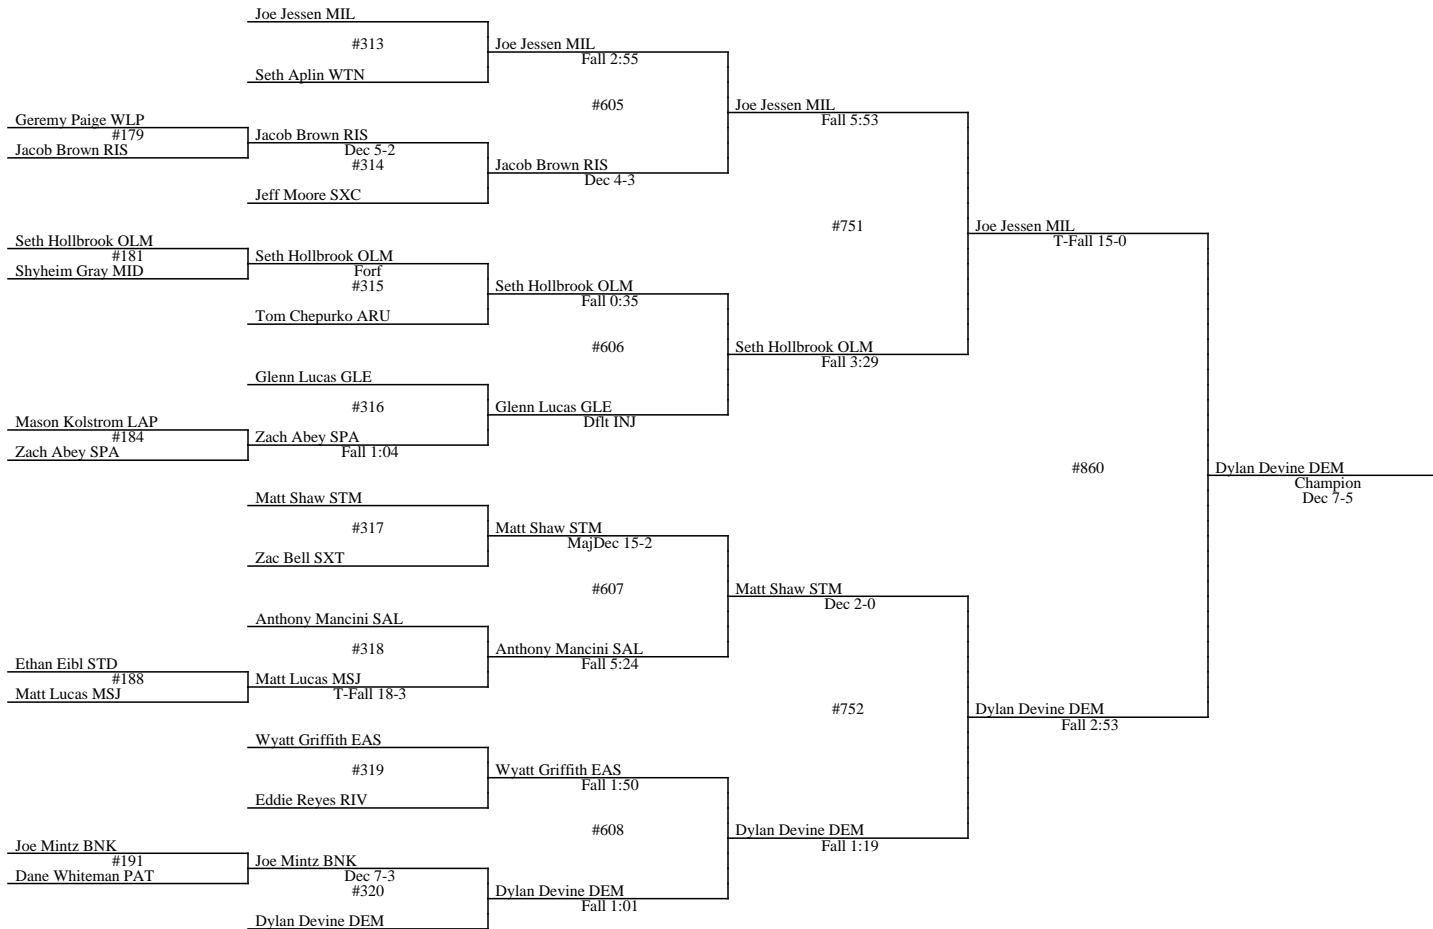 Joe Jessen MIL
#313
Joe Jessen MIL
Fall 2:55
Seth Aplin WTN
#605
Joe Jessen MIL
Fall 5:53
Geremy Paige WLP
#179
Jacob Brown RIS
Jacob Brown RIS
Dec 5-2
#314
Jacob Brown RIS
Dec 4-3
Jeff Moore SXC
#751
Joe Jessen MIL
T-Fall 15-0
Seth Hollbrook OLM
#181
Shyheim Gray MID
Seth Hollbrook OLM
Forf
#315
Seth Hollbrook OLM
Fall 0:35
Tom Chepurko ARU
#606
Seth Hollbrook OLM
Fall 3:29
Glenn Lucas GLE
#316
Glenn Lucas GLE
Dflt INJ
Mason Kolstrom LAP
#184
Zach Abey SPA
Zach Abey SPA
Fall 1:04
#860
Dylan Devine DEM
Champion
Dec 7-5
Matt Shaw STM
#317
Matt Shaw STM
MajDec 15-2
Zac Bell SXT
#607
Matt Shaw STM
Dec 2-0
Anthony Mancini SAL
#318
Anthony Mancini SAL
Fall 5:24
Ethan Eibl STD
#188
Matt Lucas MSJ
Matt Lucas MSJ
T-Fall 18-3
#752
Dylan Devine DEM
Fall 2:53
Wyatt Griffith EAS
#319
Wyatt Griffith EAS
Fall 1:50
Eddie Reyes RIV
#608
Dylan Devine DEM
Fall 1:19
Joe Mintz BNK
#191
Dane Whiteman PAT
Joe Mintz BNK
Dec 7-3
#320
Dylan Devine DEM
Fall 1:01
Dylan Devine DEM